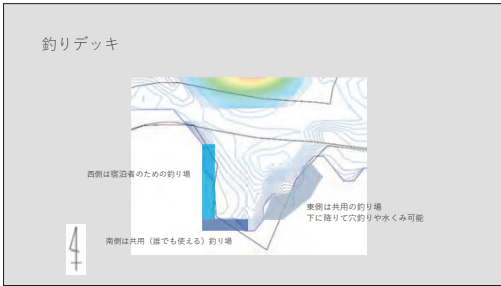 釣りデッキ
西側は宿泊者のための釣り場
東側は共用の釣り場
下に降りて穴釣りや水くみ可能
南側は共用（誰でも使える）釣り場